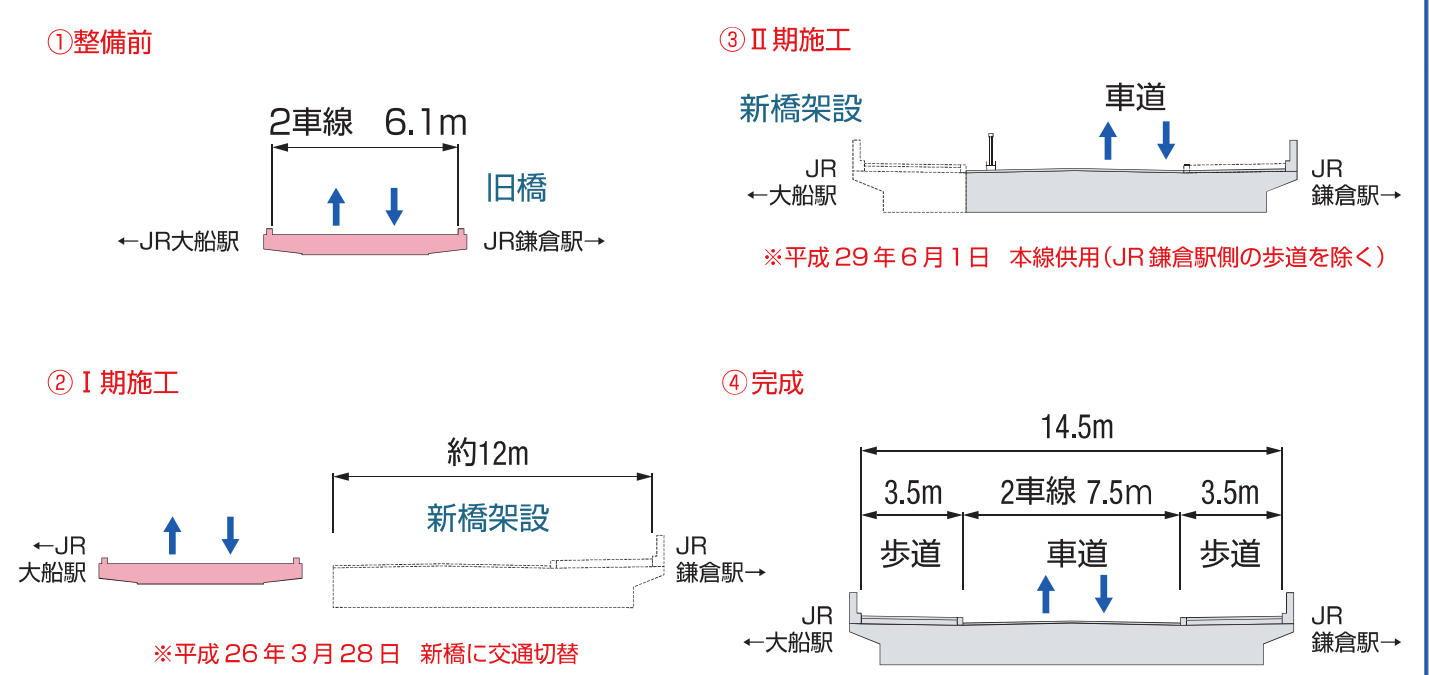 ①整備前
2車線 6.1m
旧橋
←JR大船駅
JR鎌倉駅→
②Ⅰ期施工
約12m
新橋架設
←JR
大船駅
JR
鎌倉駅→
※平成26年3月28日 新橋に交通切替
③Ⅱ期施工
新橋架設
車道
JR
←大船駅
JR
鎌倉駅→
※平成29年6月1日 本線供用(JR鎌倉駅側の歩道を除く)
④完成
14.5m
3.5m
2車線 7.5m
3.5m
歩道
車道
歩道
JR
←大船駅
JR
鎌倉駅→